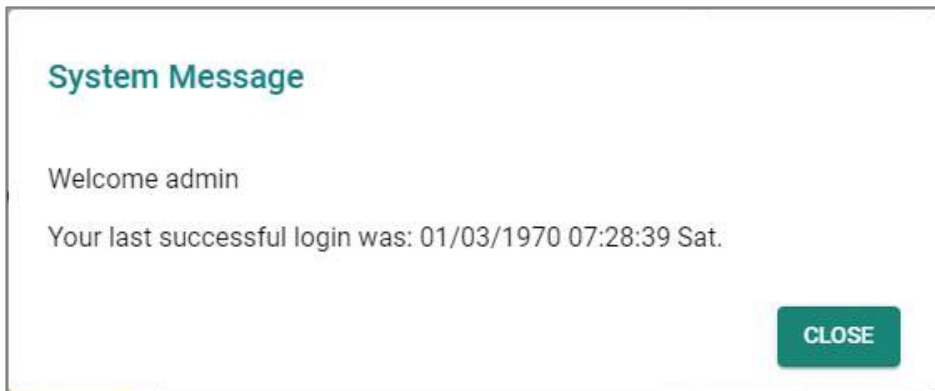 System Message
Welcome admin
Your last successful login was: 01/03/1970 07:28:39 Sat.
CLOSE